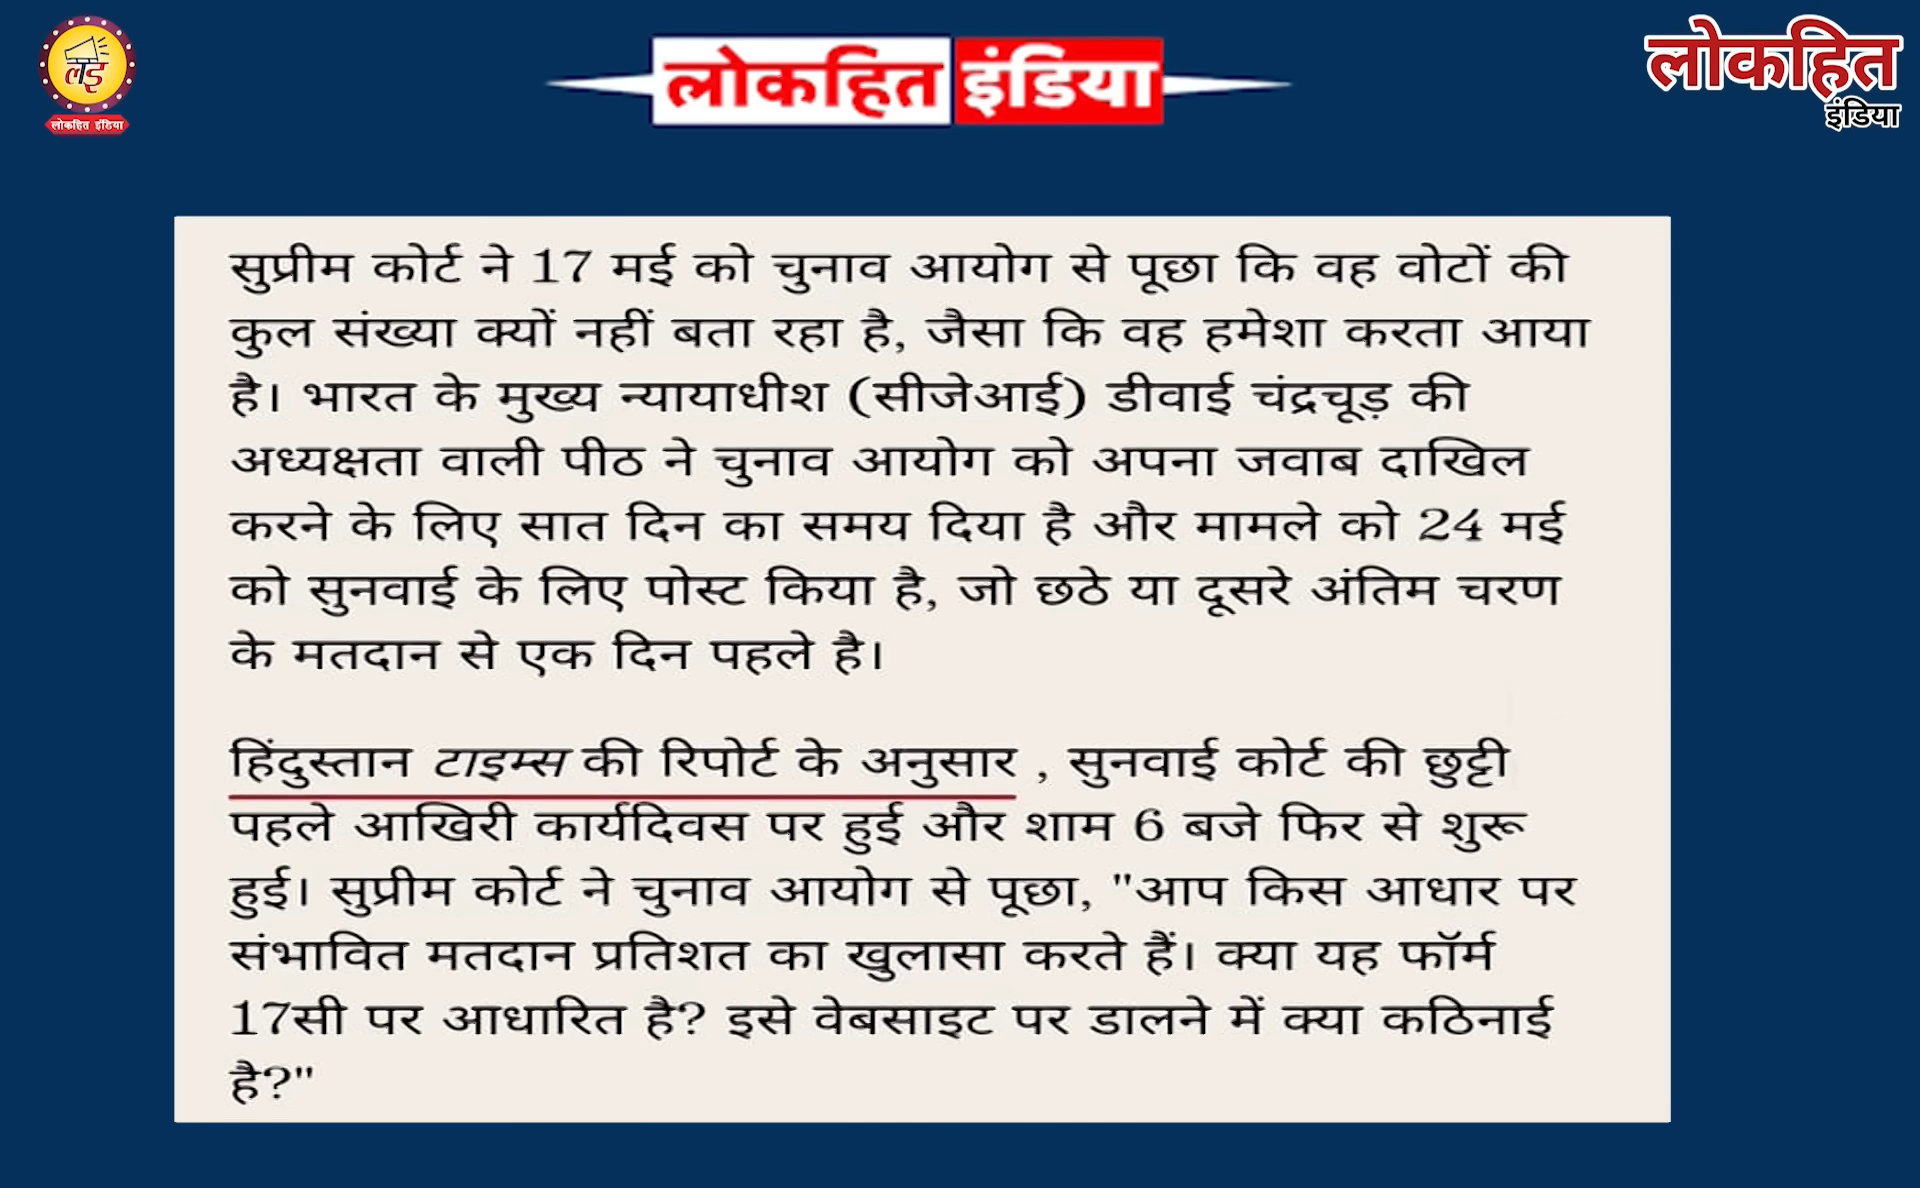 लई
लोकहित इंडिया
लोकहित इंडिया
लोकहित
इंडिया
सुप्रीम कोर्ट ने 17 मई को चुनाव आयोग से पूछा कि वह वोटों की
कुल संख्या क्यों नहीं बता रहा है, जैसा कि वह हमेशा करता आया
है। भारत के मुख्य न्यायाधीश (सीजेआई) डीवाई चंद्रचूड़ की
अध्यक्षता वाली पीठ ने चुनाव आयोग को अपना जवाब दाखिल
करने के लिए सात दिन का समय दिया है और मामले को 24 मई
को सुनवाई के लिए पोस्ट किया है, जो छठे या दूसरे अंतिम चरण
के मतदान से एक दिन पहले है।
हिंदुस्तान टाइम्स की रिपोर्ट के अनुसार , सुनवाई कोर्ट की छुट्टी
पहले आखिरी कार्यदिवस पर हुई और शाम 6 बजे फिर से शुरू
हुई। सुप्रीम कोर्ट ने चुनाव आयोग से पूछा, "आप किस आधार पर
संभावित मतदान प्रतिशत का खुलासा करते हैं। क्या यह फॉर्म
17सी पर आधारित है? इसे वेबसाइट पर डालने में क्या कठिनाई
है?"